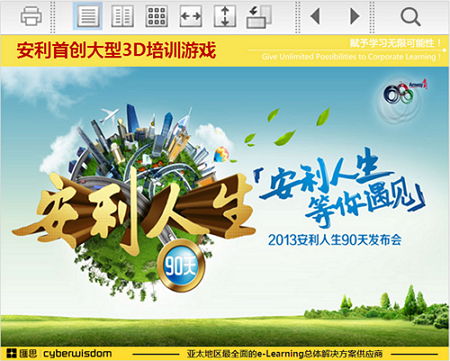 安利首创大型3D培训游戏
赋予学习无限可能性！
Give Unlimited Possibilities to Corporate Learning!
Amway
安利人生
90天
「安利人生
等你遇见」
2013安利人生90天发布会
匯思 cyberwisdom
亚太地区最全面的e-Learning总体解决方案供应商